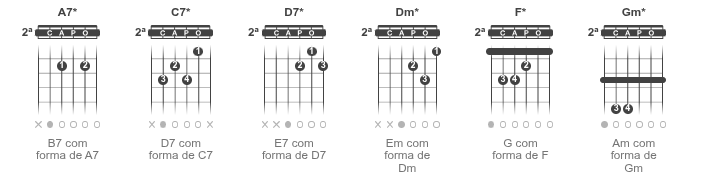 A7* C7* D7* Dm* F* Gm*
2ª CAPO 2ª CAPO 2ª CAPO 2ª CAPO 2ª CAPO 2ª CAPO
1 1 1
1 2 2 2 3 2 2
3 4 3 3 4
3 4
X O O O O X O O O X X X O O O X X O O O O O O O O O O O O O
B7 com D7 com E7 com Em com G com Am com
forma de A7 forma de C7 forma de D7 forma de forma de F forma de
Dm Gm